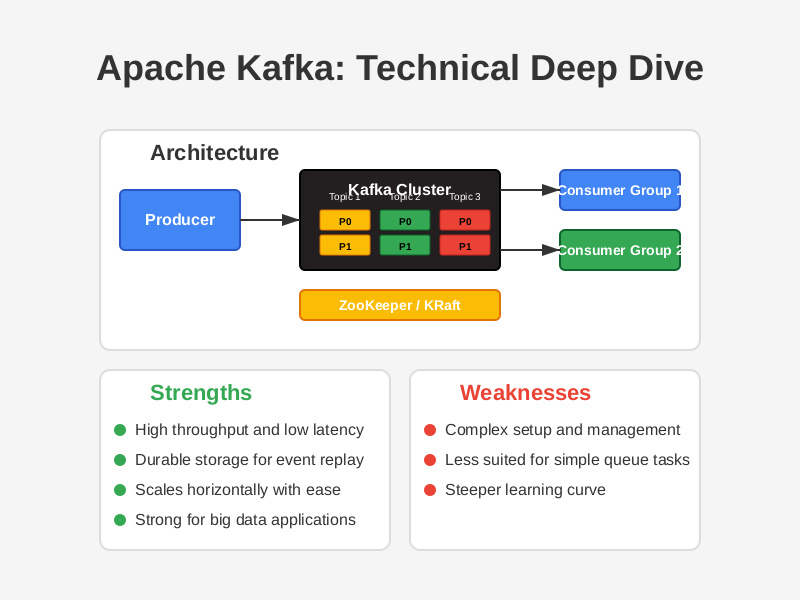 Apache Kafka: Technical Deep Dive
Architecture
Producer
Kafka Cluster
Topic 1 Topic 2 Topic 3
P0 P0 P0
P1 P1 P1
Consumer Group 1
Consumer Group 2
ZooKeeper / KRaft
Strengths
High throughput and low latency
Durable storage for event replay
Scales horizontally with ease
Strong for big data applications
Weaknesses
Complex setup and management
Less suited for simple queue tasks
Steeper learning curve